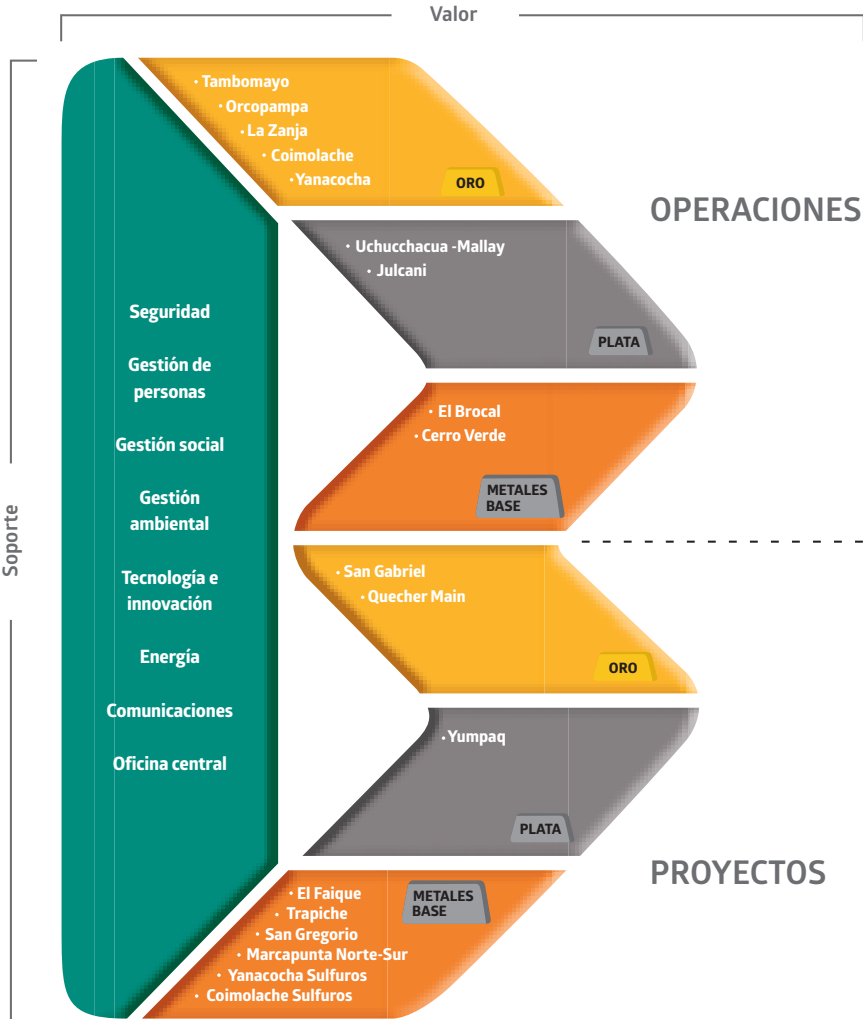 Valor
Soporte
Seguridad
Gestión de
personas
Gestión social
Gestión
ambiental
Tecnología e
innovación
Energía
Comunicaciones
Oficina central
· Tambomayo
· Orcopampa
· La Zanja
· Coimolache
· Yanacocha
ORO
OPERACIONES
· Uchucchacua -Mallay
· Julcani
PLATA
· El Brocal
· Cerro Verde
METALES
BASE
· San Gabriel
· Quecher Main
ORO
· Yumpaq
PLATA
PROYECTOS
· El Faique
· Trapiche
· San Gregorio
· Marcapunta Norte-Sur
· Yanacocha Sulfuros
· Coimolache Sulfuros
METALES
BASE